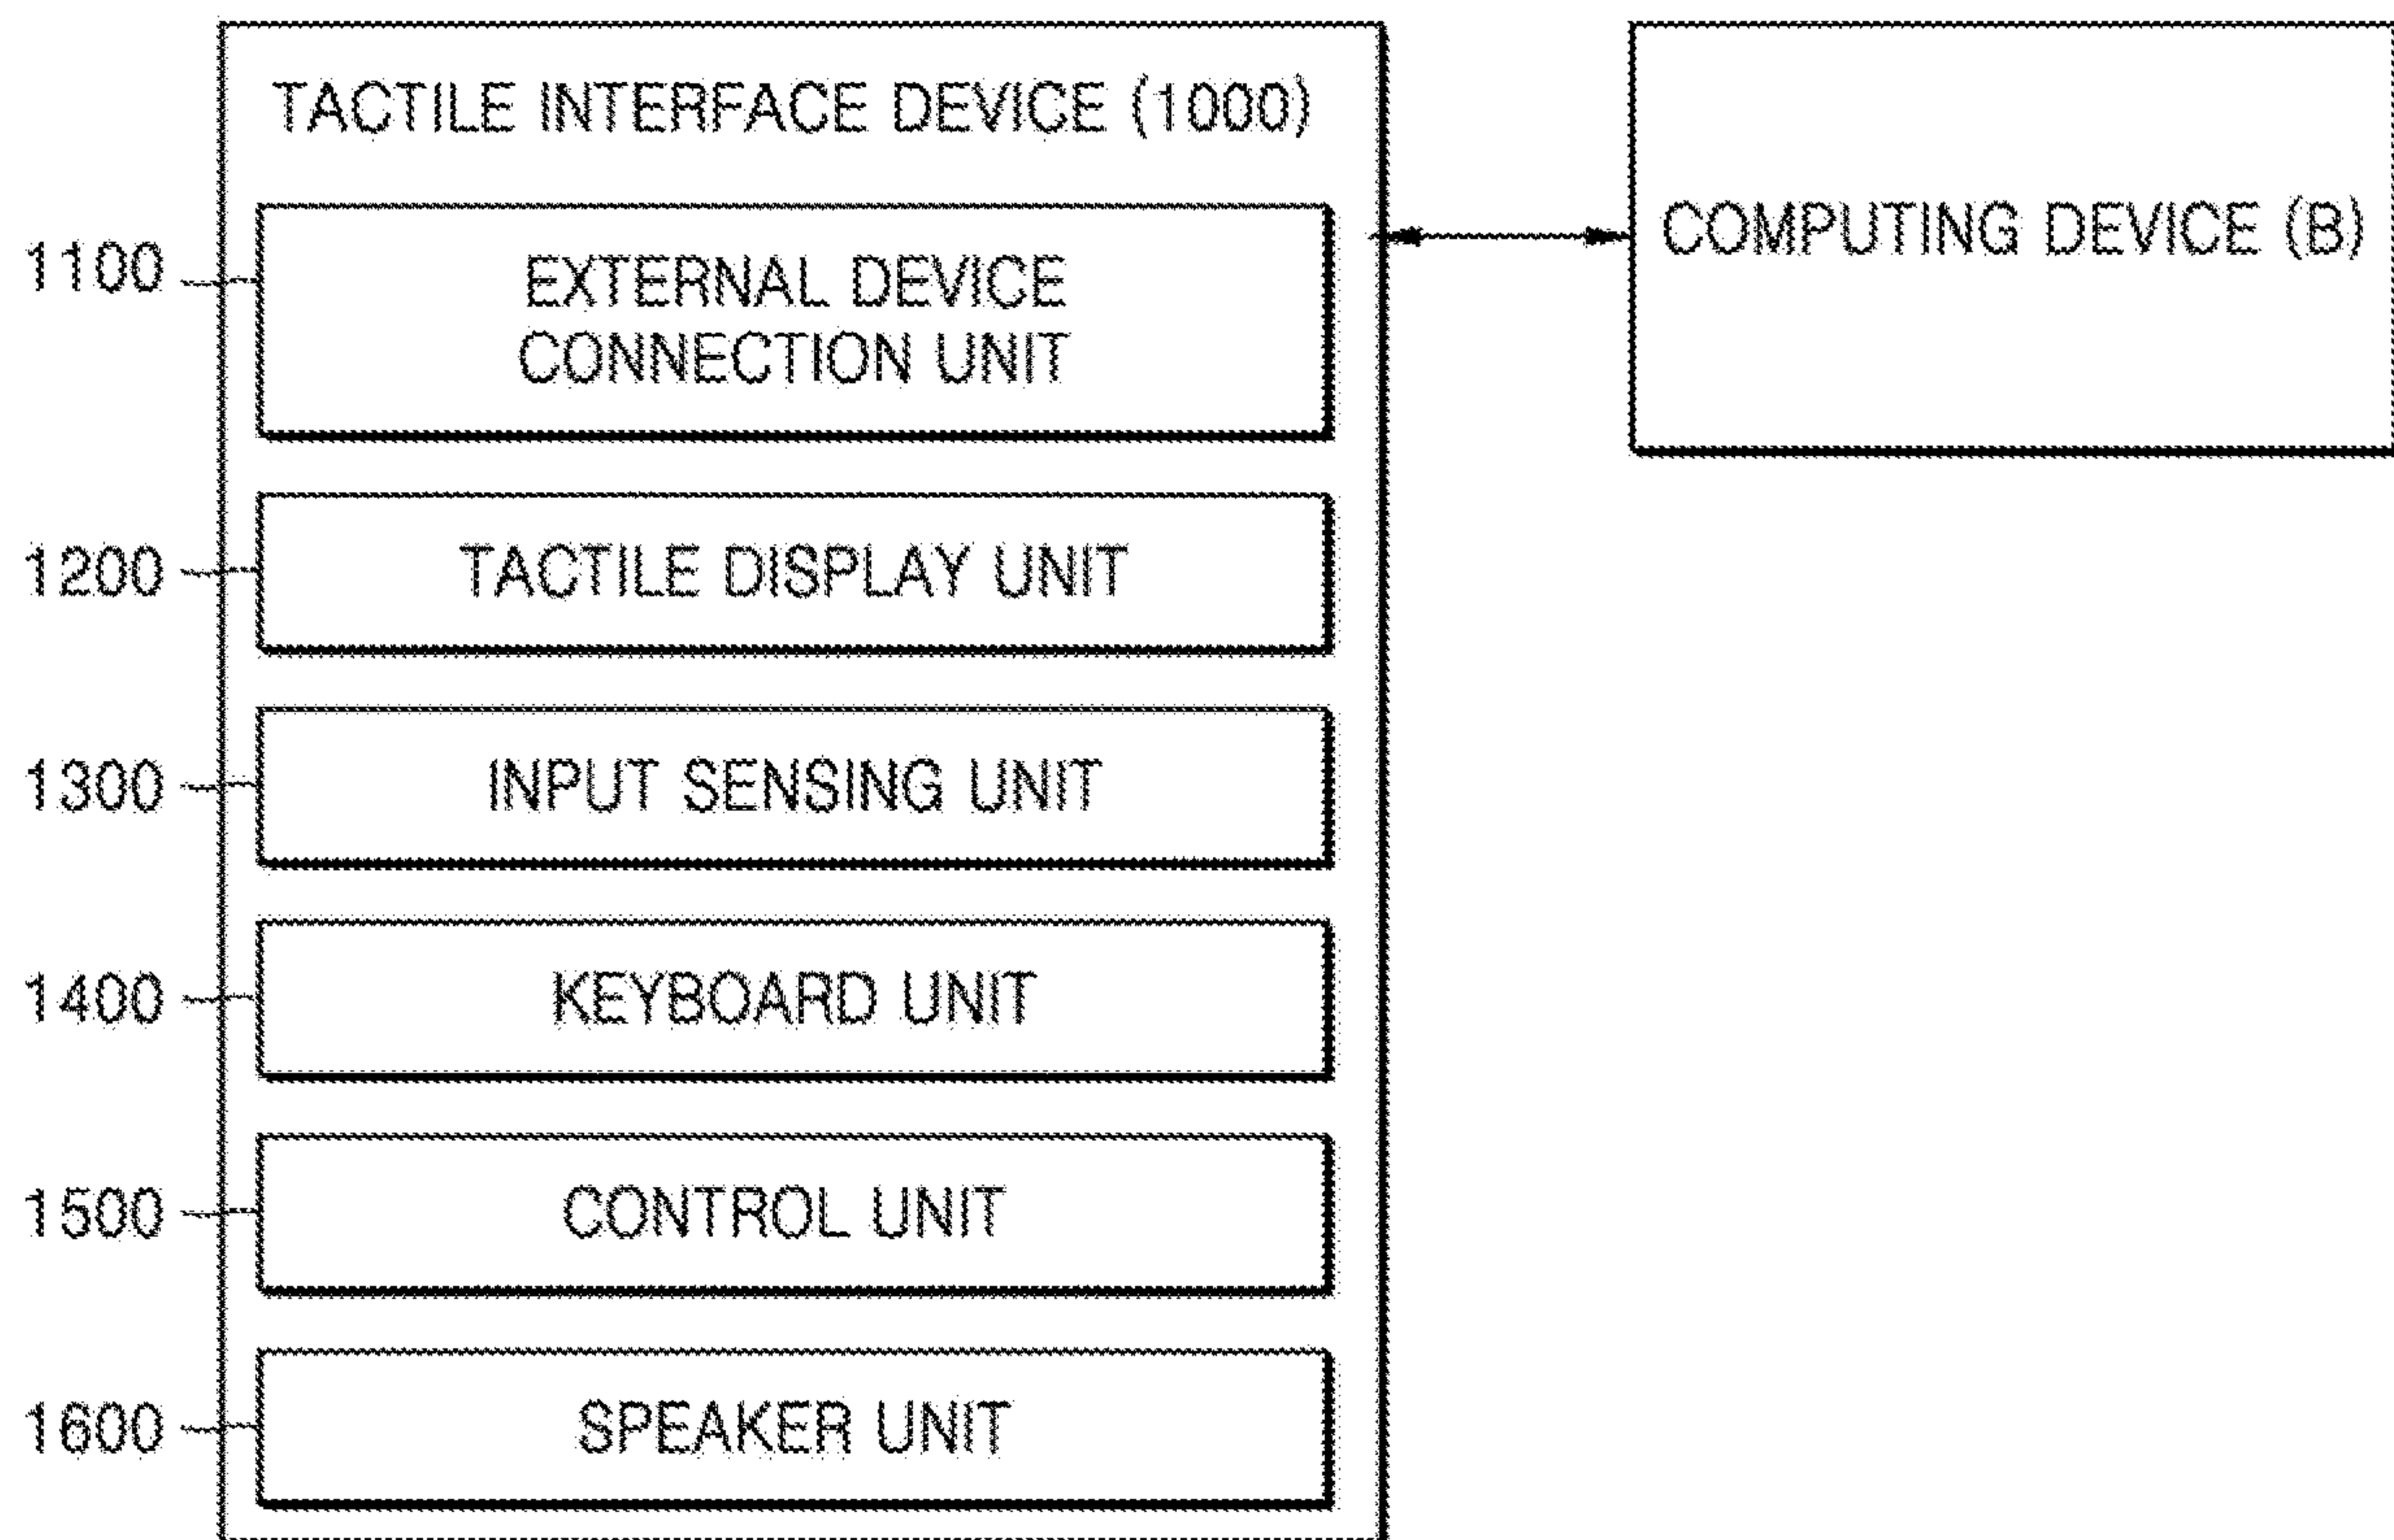 TACTILE INTERFACE DEVICE (1000)
COMPUTING DEVICE (B)
1100
EXTERNAL DEVICE
CONNECTION UNIT
1200
TACTILE DISPLAY UNIT
1300
INPUT SENSING UNIT
1400
KEYBOARD UNIT
1500
CONTROL UNIT
1600
SPEAKER UNIT